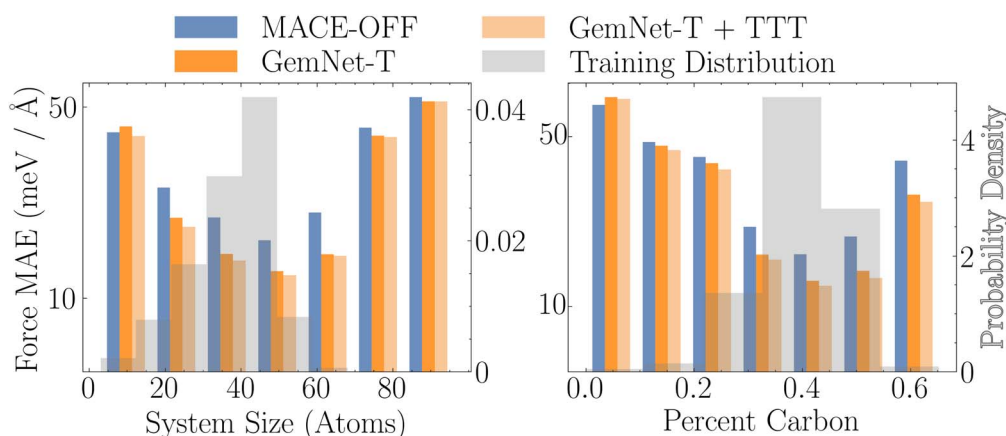 MACE-OFF
GemNet-T
GemNet-T + TTT
Training Distribution
Force MAE (meV / Å)
50
10
0.04
0.02
0
0 20 40 60 80
System Size (Atoms)
50
10
4
2
0
Probability Density
0.0 0.2 0.4 0.6
Percent Carbon